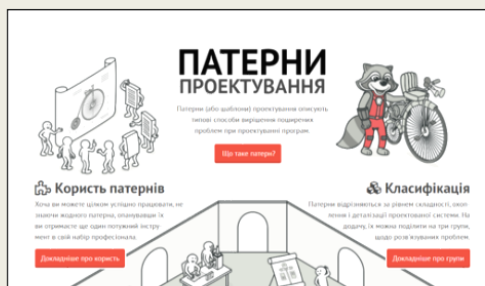 ПАТЕРНИ
ПРОЕКТУВАННЯ
Патерни (або шаблони) проектування описують
типові способи вирішення поширених
проблем при проектуванні програм.
Що таке патерн?
Користь патернів
Хоча ви можете цілком успішно працювати, не
знаючи жодного патерна, опанувавши їх
ви отримаєте ще один потужний інстру-
мент в свій набір професіонала.
Докладніше про користь
Класифікація
Патерни відрізняються за рівнем складності, охоп-
лення і деталізації проектованої системи. На
додачу, їх можна поділити на три групи,
щодо розв'язуваних проблем.
Докладніше про групи